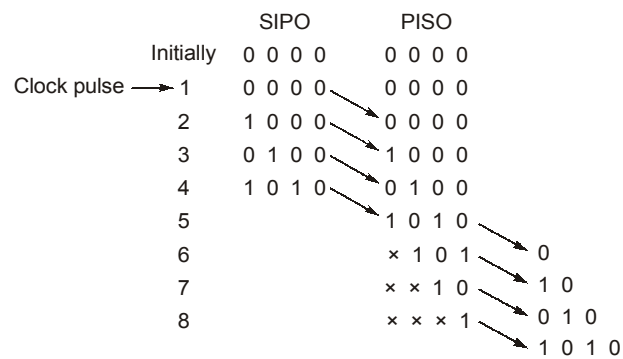 SIPO PISO
Initially 0 0 0 0 0 0 0 0
Clock pulse 1 0 0 0 0 0 0 0 0
2 1 0 0 0 0 0 0 0
3 0 1 0 0 1 0 0 0
4 1 0 1 0 0 1 0 0
5 1 0 1 0
6 × 1 0 1 0
7 × × 1 0 1 0
8 × × × 1 0 1 0
1 0 1 0